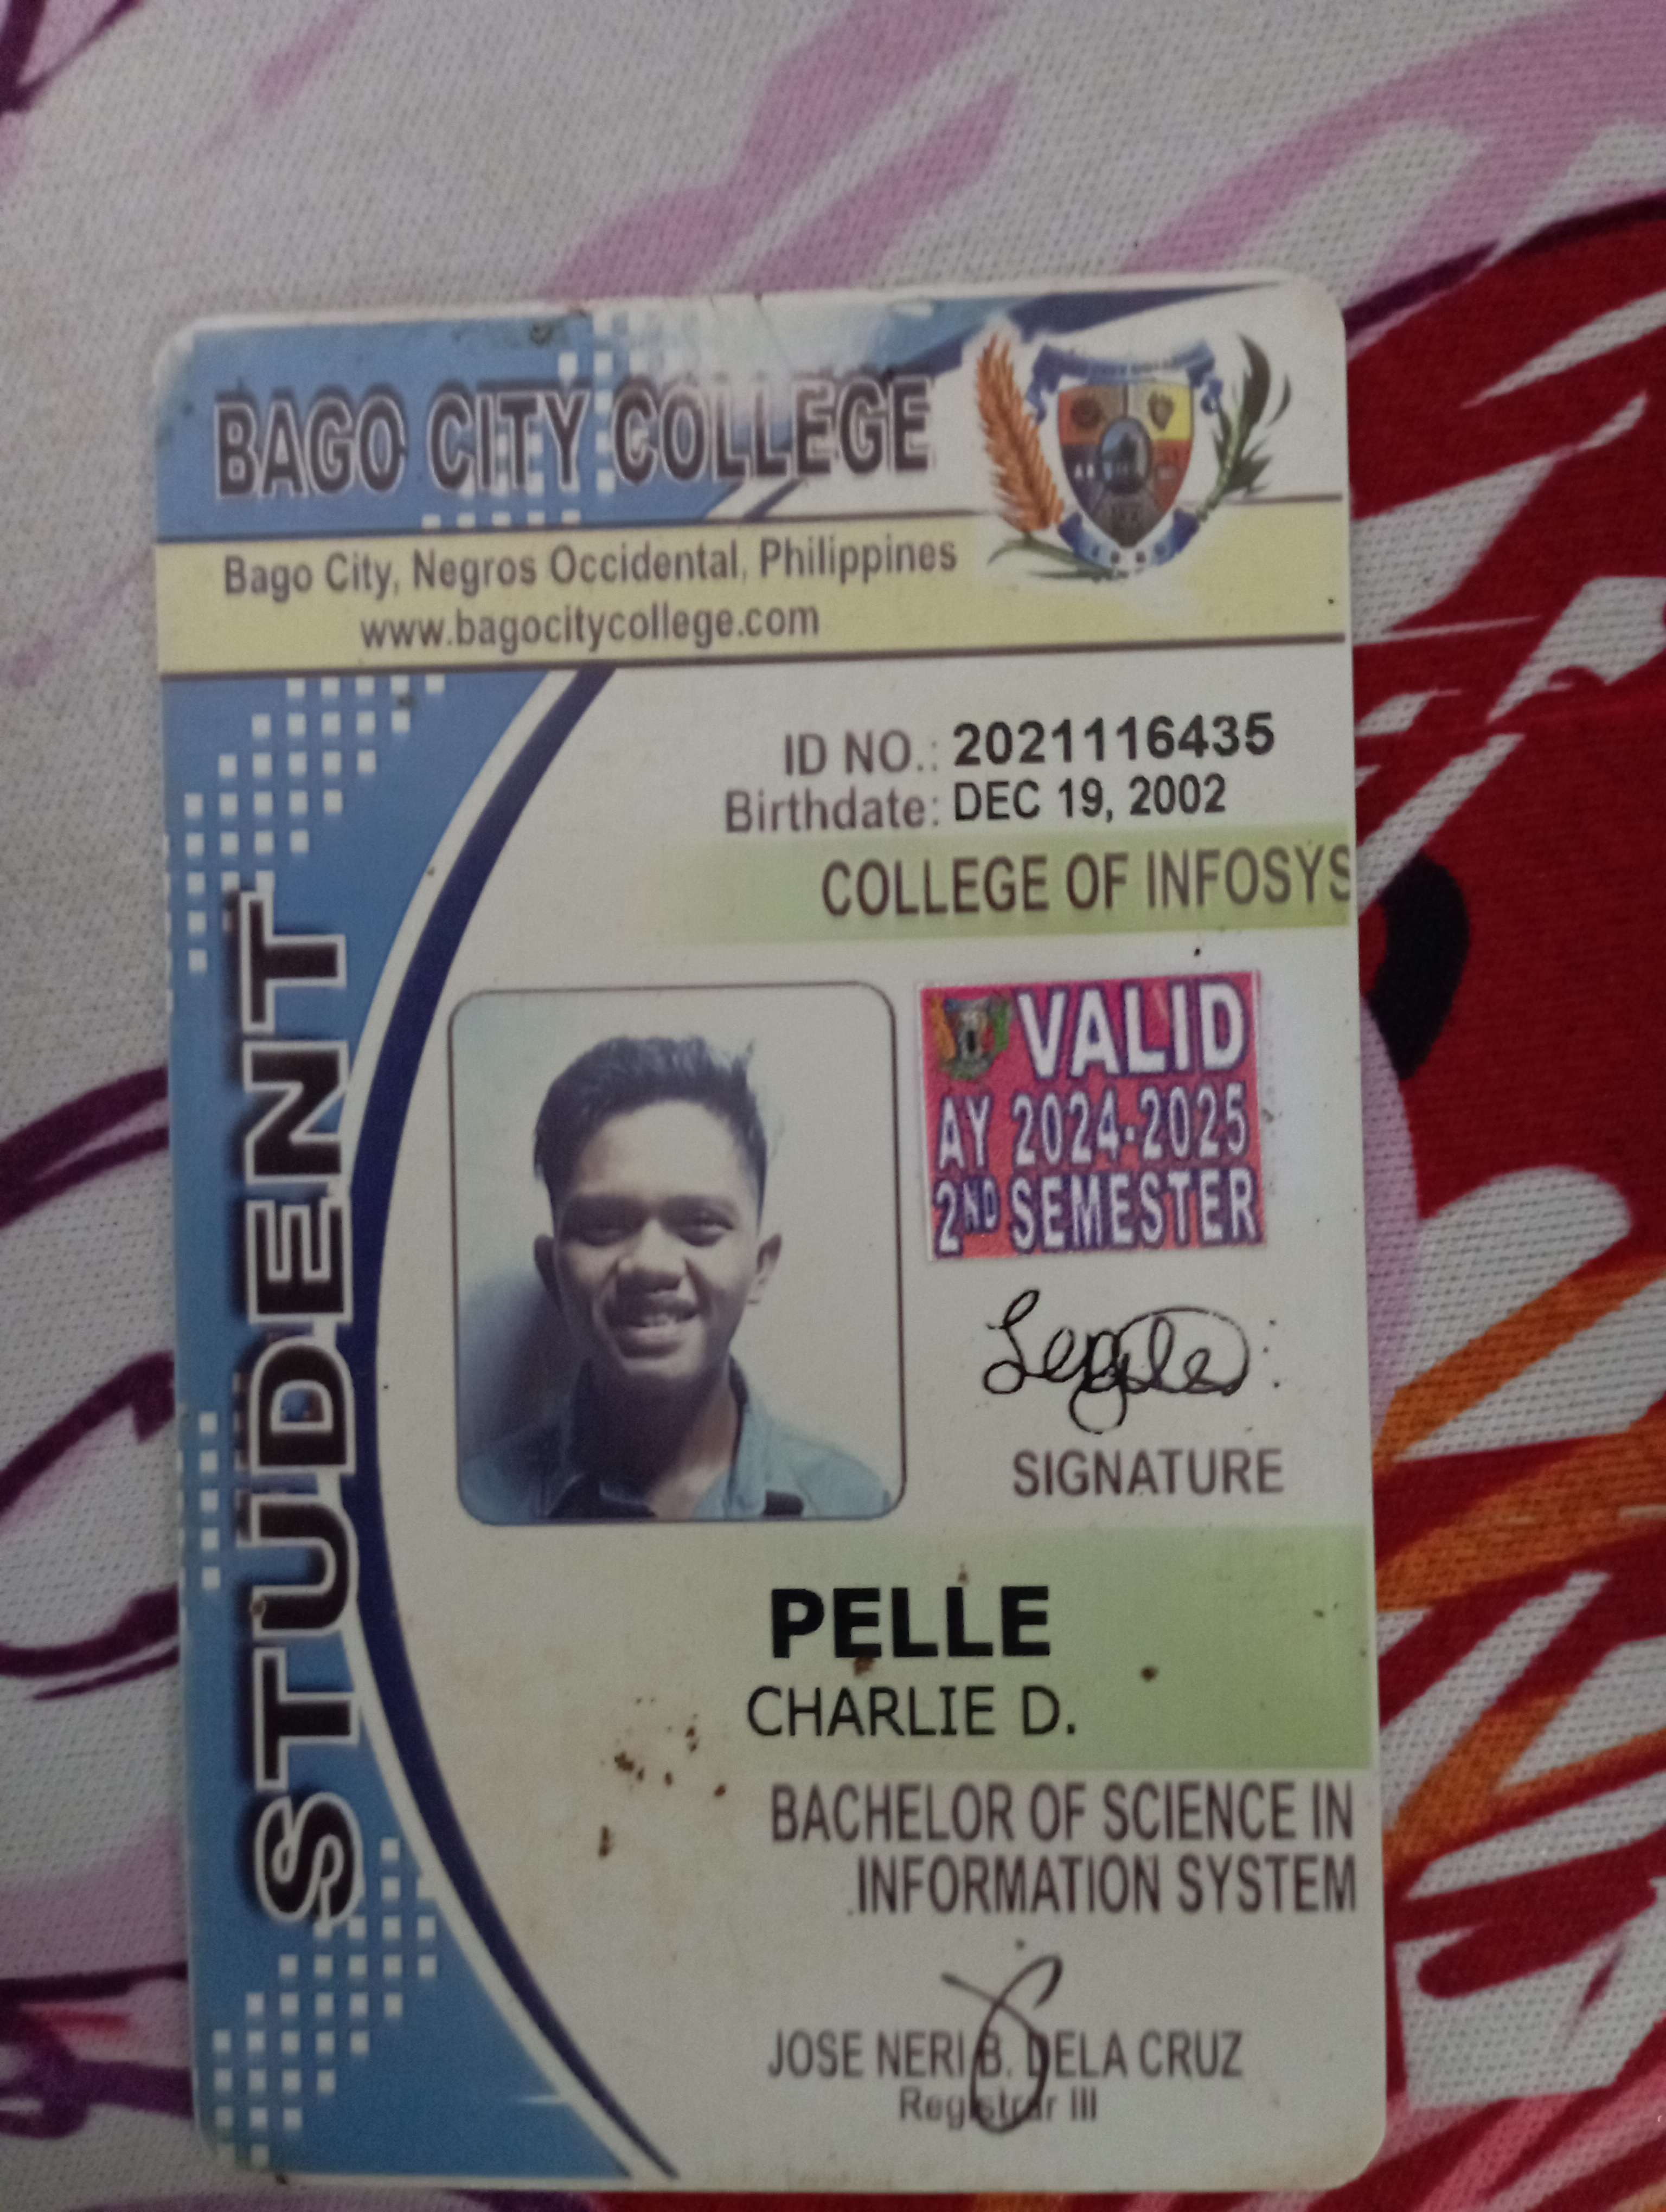 BAGO CITY COLLEGE
Bago City, Negros Occidental, Philippines
www.bagocitycollege.com
ID NO.: 2021116435
Birthdate: DEC 19, 2002
COLLEGE OF INFOSYS
STUDENT
VALID
AY 2024-2025
2ND SEMESTER
SIGNATURE
PELLE
CHARLIE D.
BACHELOR OF SCIENCE IN
INFORMATION SYSTEM
JOSE NERI B. DELA CRUZ
Registrar III